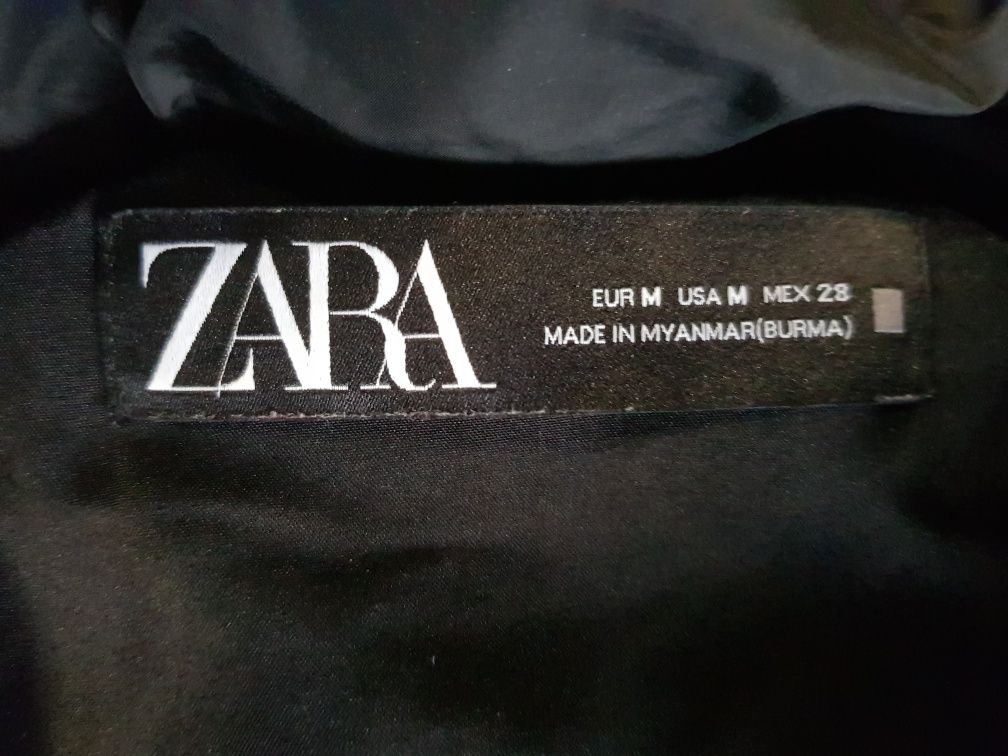 ZARA
EUR M USA M MEX 28
MADE IN MYANMAR(BURMA)